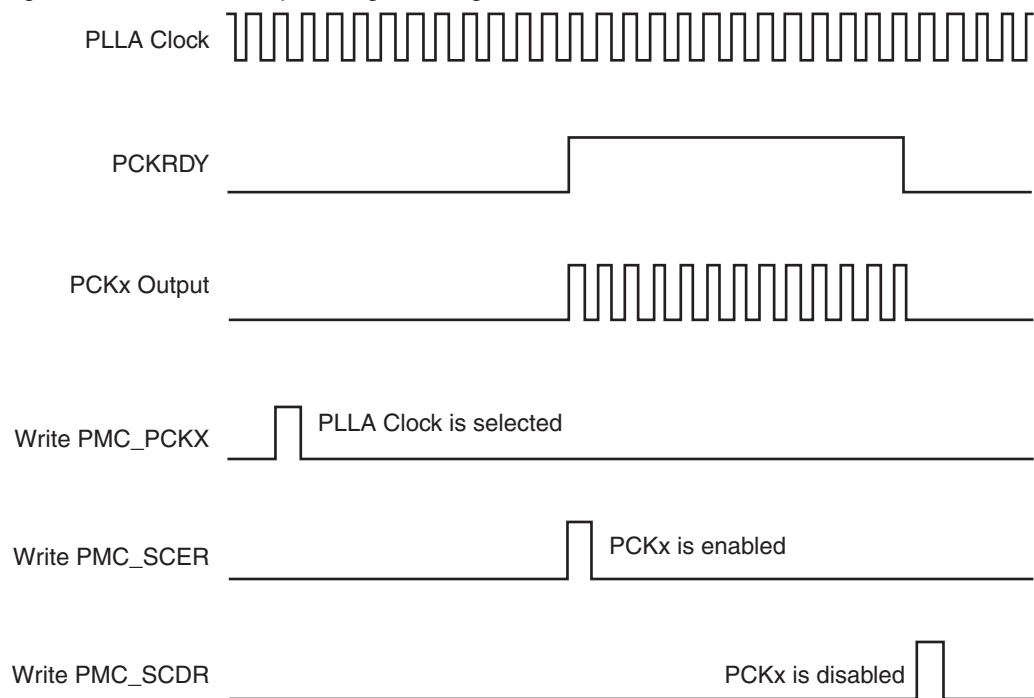 PLLA Clock
PCKRDY
PCKx Output
Write PMC_PCKX
PLLA Clock is selected
Write PMC_SCER
PCKx is enabled
Write PMC_SCDR
PCKx is disabled